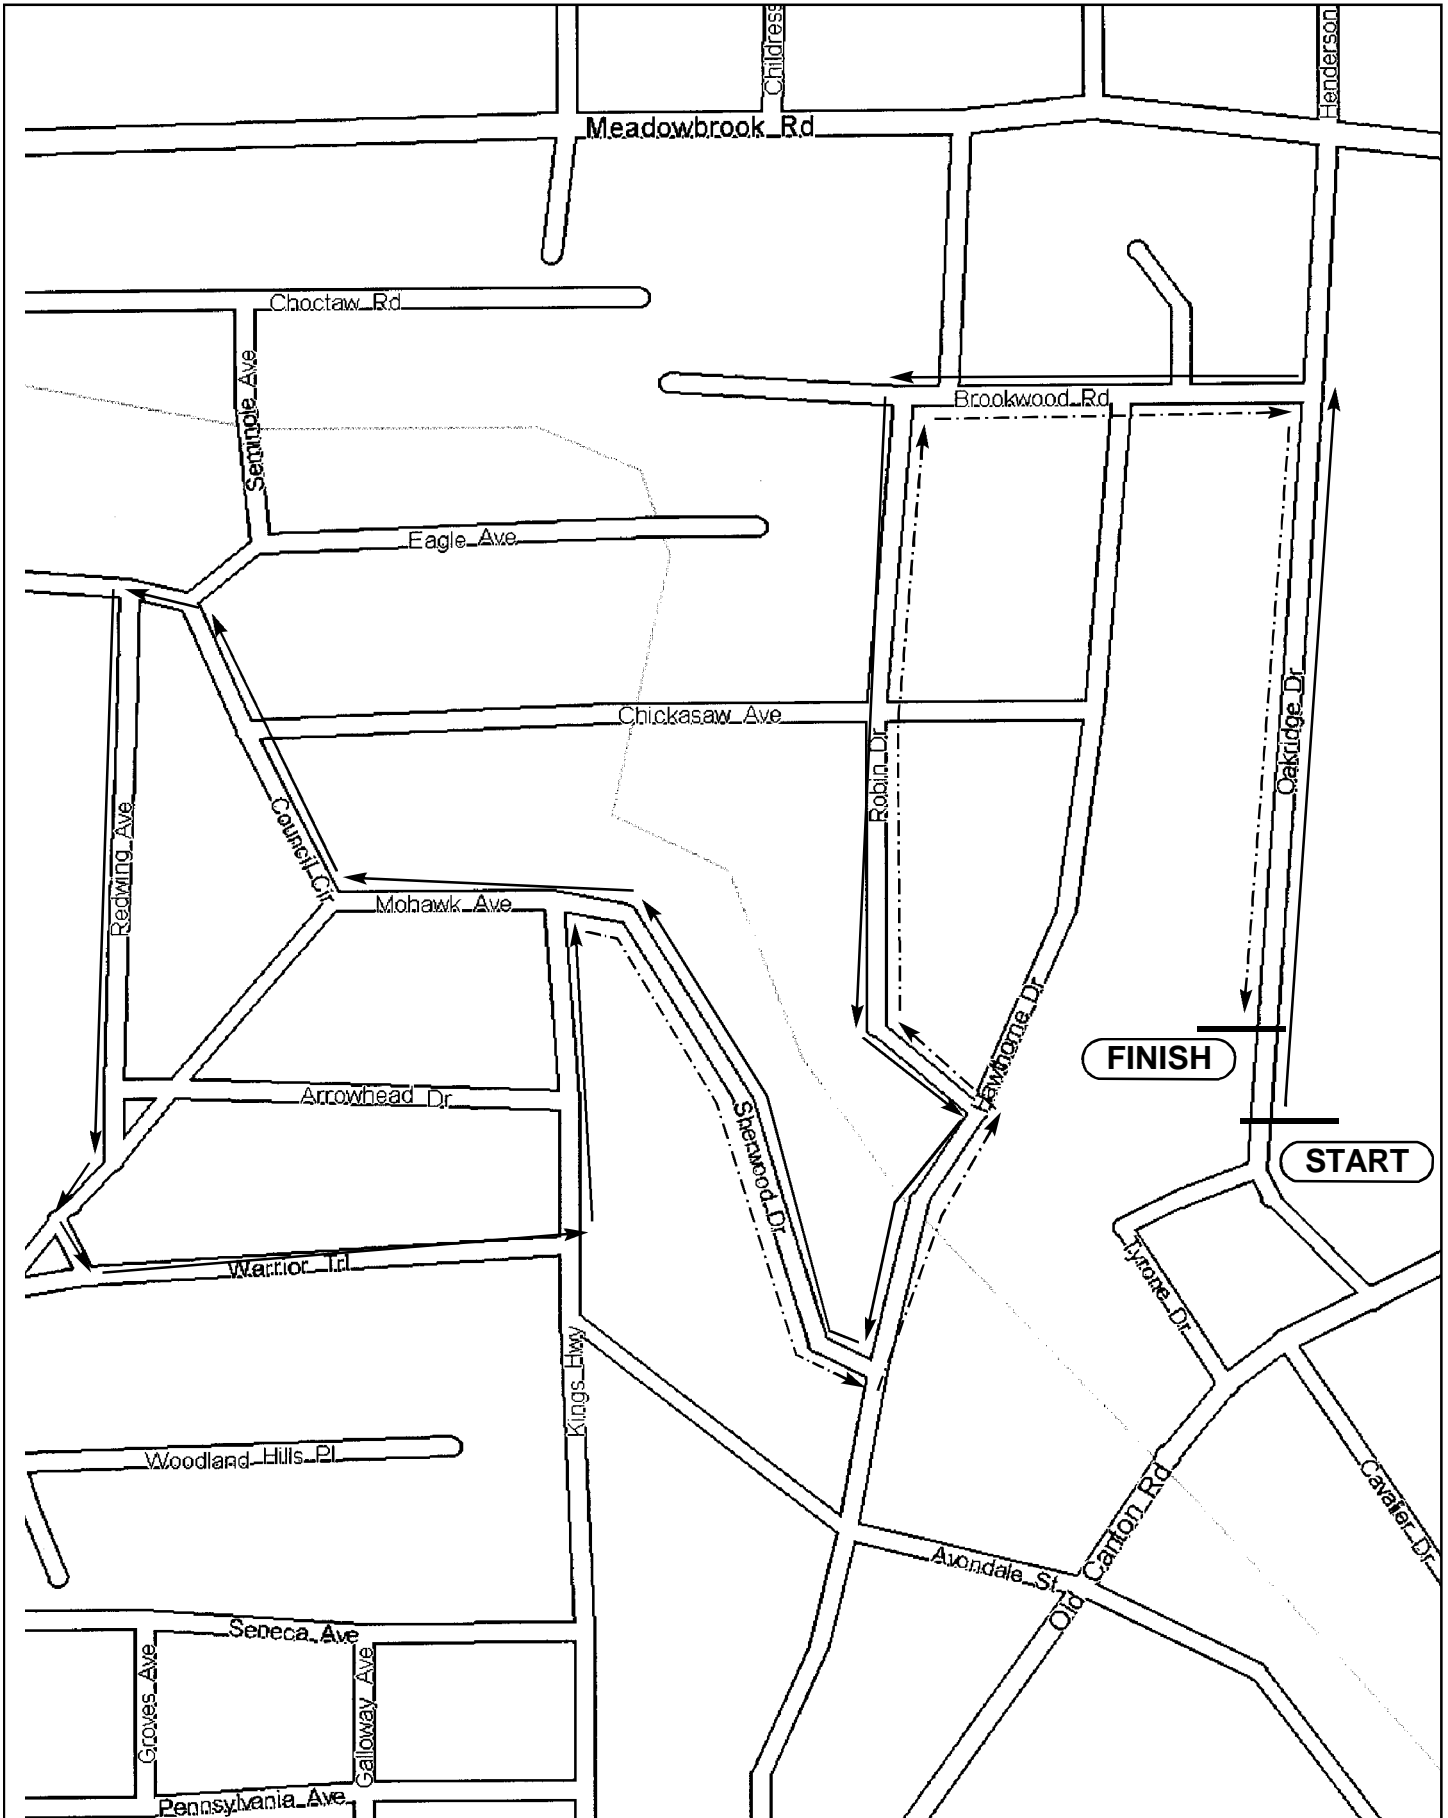 Childress
Henderson
Meadowbrook Rd
Choctaw Rd
Seminole Ave
Brookwood Rd
Eagle Ave
Chickasaw Ave
Oakridge Dr
Robin Dr
Redwing Ave
Council Cir
Mohawk Ave
Hawthorne Dr
FINISH
Arrowhead Dr
Sherwood Dr
START
Warrior Trl
Tyrone Dr
Kings Hwy
Woodland Hills Pl
Cavalier Dr
Old Canton Rd
Avondale St
Seneca Ave
Groves Ave
Galloway Ave
Pennsylvania Ave